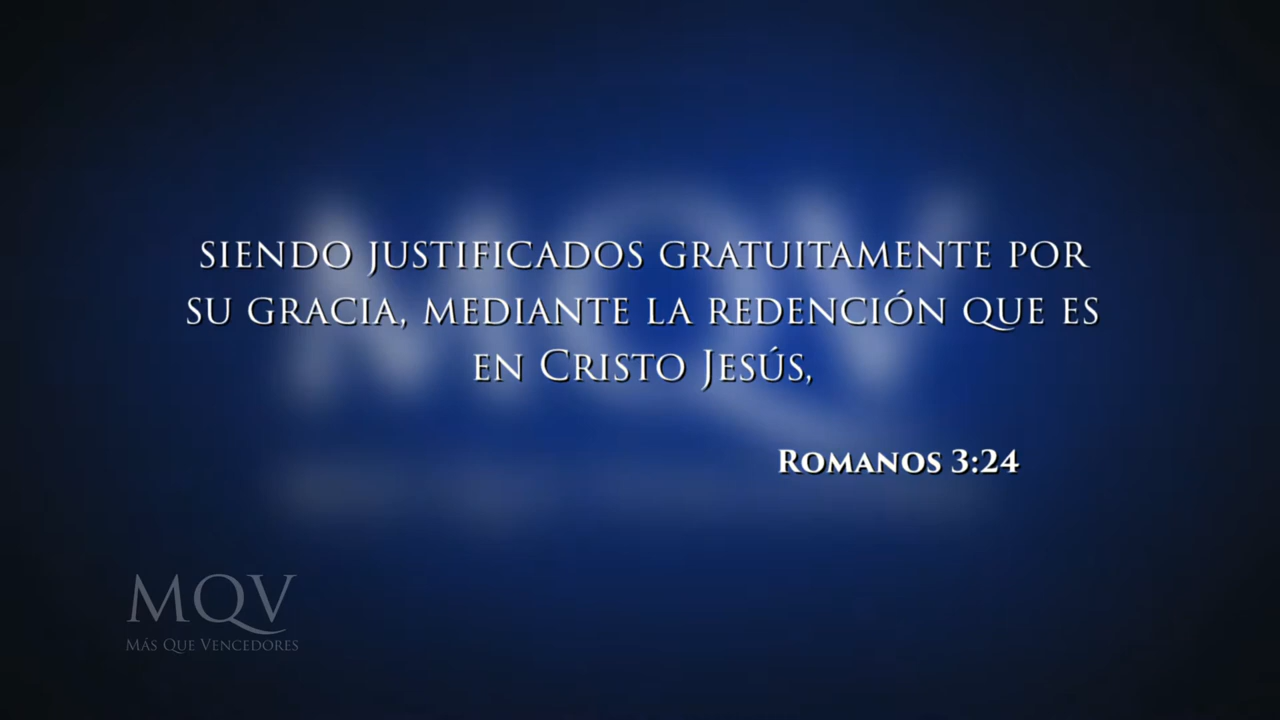 siendo justificados gratuitamente por
su gracia, mediante la redención que es
en Cristo Jesús,
Romanos 3:24
MQV
Más Que Vencedores